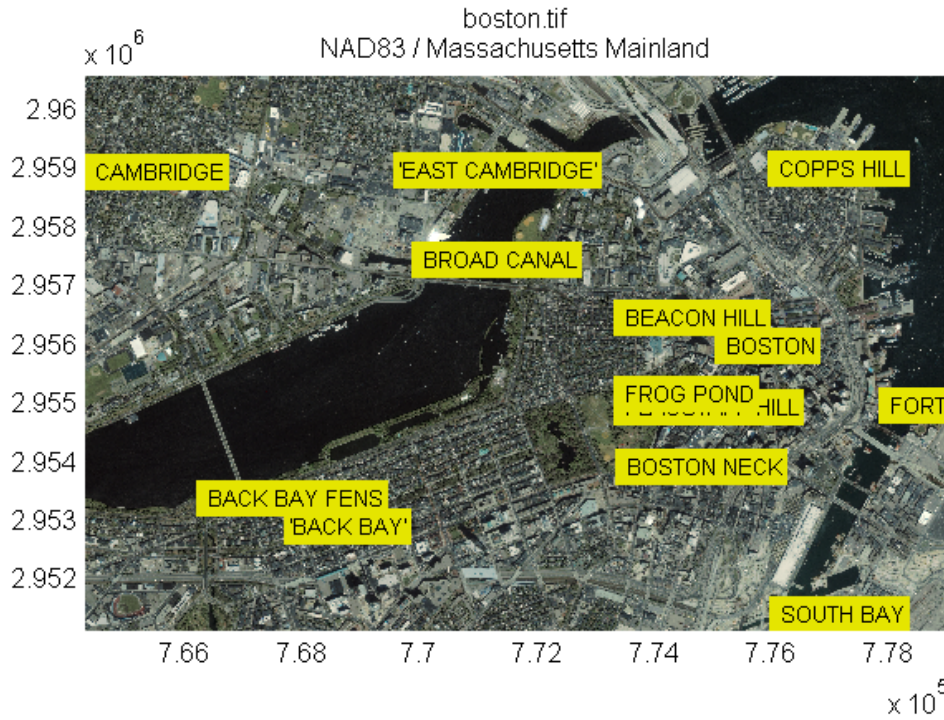 boston.tif
NAD83 / Massachusetts Mainland
x 10^6
2.96
2.959
2.958
2.957
2.956
2.955
2.954
2.953
2.952
CAMBRIDGE
'EAST CAMBRIDGE'
COPPS HILL
BROAD CANAL
BEACON HILL
BOSTON
FROG POND
HILL
FORT
BOSTON NECK
BACK BAY FENS
'BACK BAY'
SOUTH BAY
7.66 7.68 7.7 7.72 7.74 7.76 7.78
x 10^5